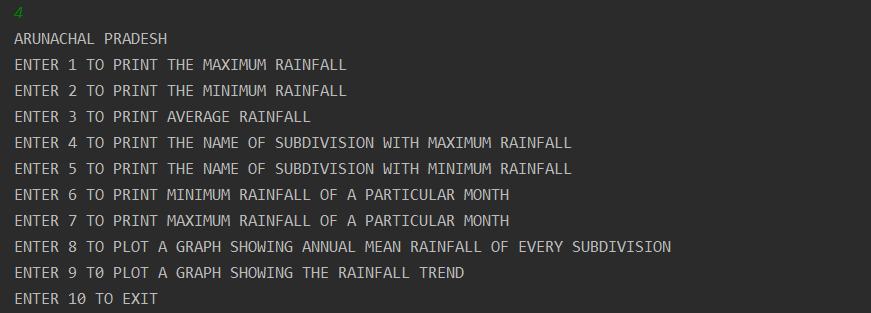 4
ARUNACHAL PRADESH
ENTER 1 TO PRINT THE MAXIMUM RAINFALL
ENTER 2 TO PRINT THE MINIMUM RAINFALL
ENTER 3 TO PRINT AVERAGE RAINFALL
ENTER 4 TO PRINT THE NAME OF SUBDIVISION WITH MAXIMUM RAINFALL
ENTER 5 TO PRINT THE NAME OF SUBDIVISION WITH MINIMUM RAINFALL
ENTER 6 TO PRINT MINIMUM RAINFALL OF A PARTICULAR MONTH
ENTER 7 TO PRINT MAXIMUM RAINFALL OF A PARTICULAR MONTH
ENTER 8 TO PLOT A GRAPH SHOWING ANNUAL MEAN RAINFALL OF EVERY SUBDIVISION
ENTER 9 T0 PLOT A GRAPH SHOWING THE RAINFALL TREND
ENTER 10 TO EXIT